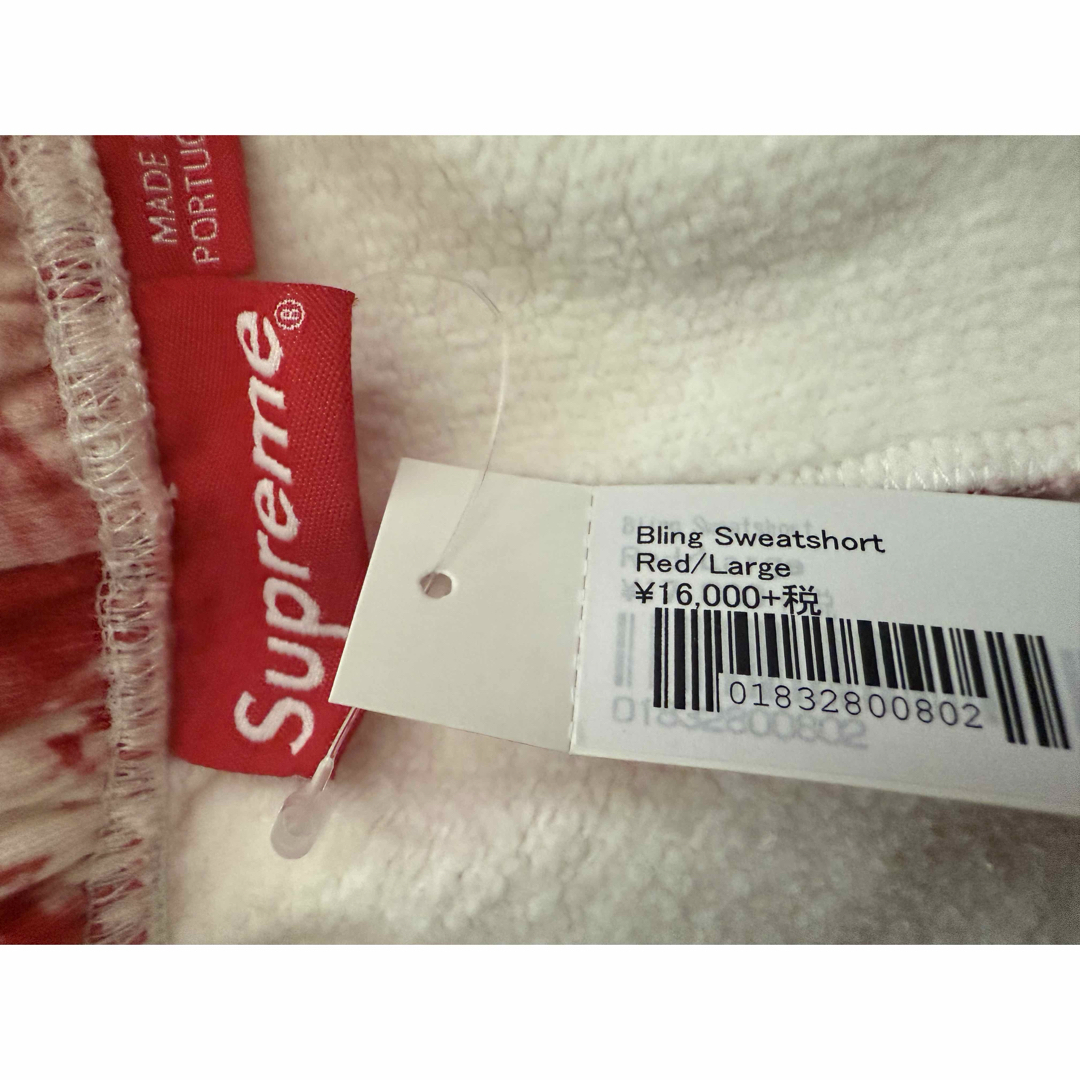 MADE
PORTUG
Supreme®
Bling Sweatshort
Red/Large
¥16,000+税
01832800802